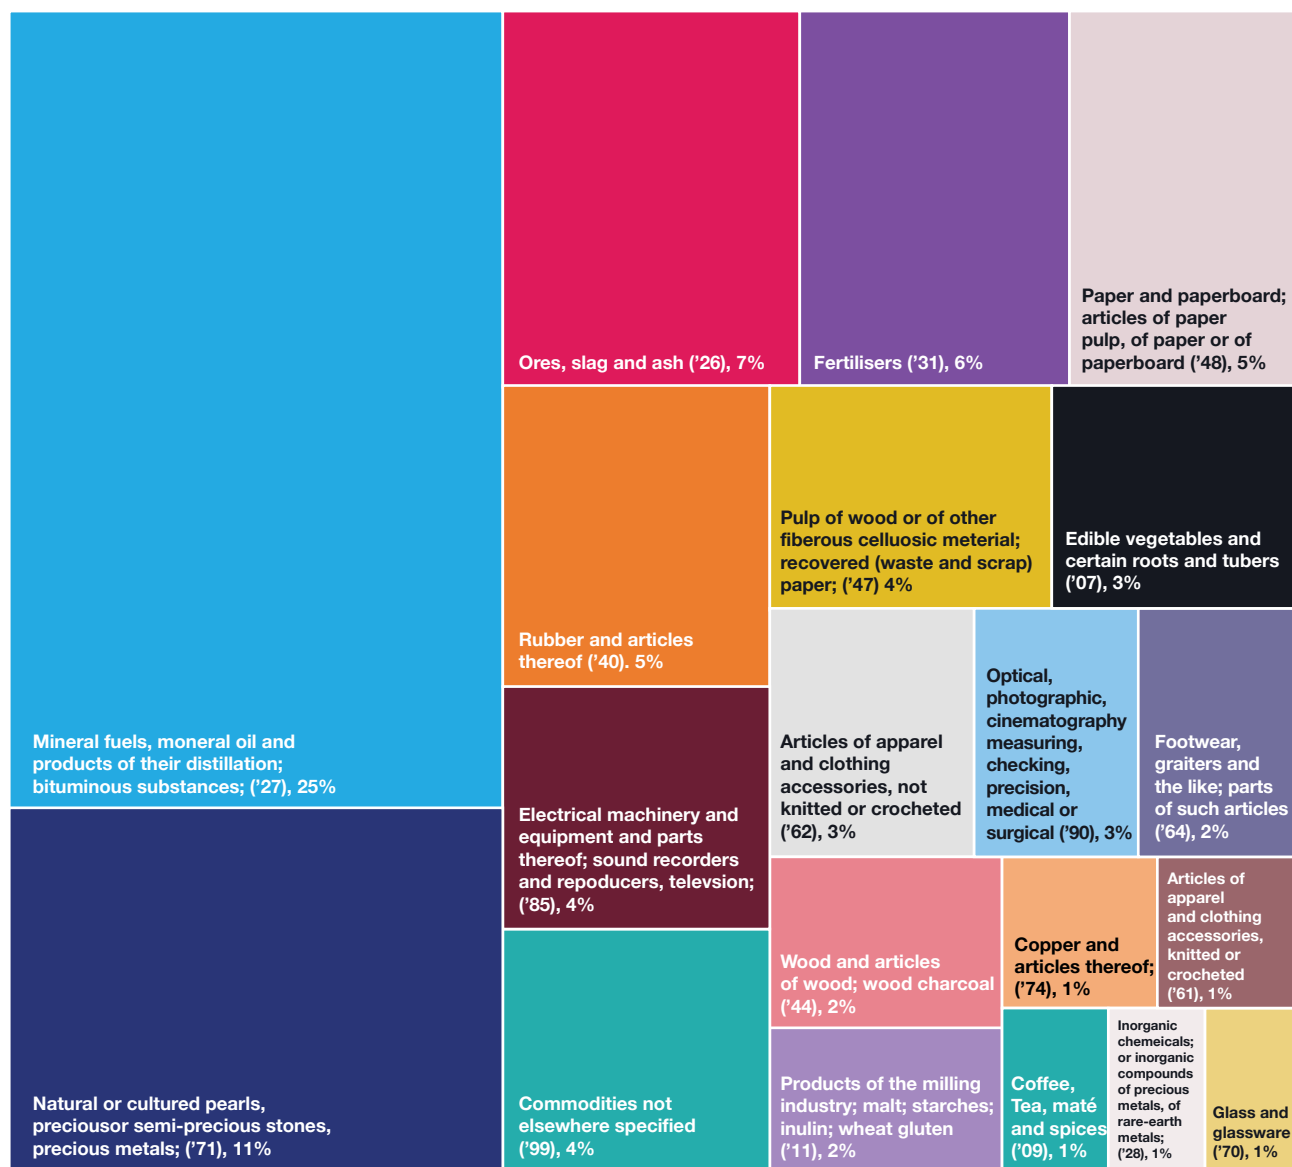 Ores, slag and ash (’26), 7%
Fertilisers (’31), 6%
Paper and paperboard;
articles of paper
pulp, of paper or of
paperboard (’48), 5%
Mineral fuels, moneral oil and
products of their distillation;
bituminous substances; (’27), 25%
Rubber and articles
thereof (’40). 5%
Pulp of wood or of other
fiberous celluosic meterial;
recovered (waste and scrap)
paper; (’47) 4%
Edible vegetables and
certain roots and tubers
(’07), 3%
Electrical machinery and
equipment and parts
thereof; sound recorders
and repoducers, televsion;
(’85), 4%
Articles of apparel
and clothing
accessories, not
knitted or crocheted
(’62), 3%
Optical,
photographic,
cinematography
measuring,
checking,
precision,
medical or
surgical (’90), 3%
Footwear,
graiters and
the like; parts
of such articles
(’64), 2%
Natural or cultured pearls,
preciousor semi-precious stones,
precious metals; (’71), 11%
Commodities not
elsewhere specified
(’99), 4%
Wood and articles
of wood; wood charcoal
(’44), 2%
Copper and
articles thereof;
(’74), 1%
Articles of
apparel
and clothing
accessories,
knitted or
crocheted
(’61), 1%
Products of the milling
industry; malt; starches;
inulin; wheat gluten
(’11), 2%
Coffee,
Tea, maté
and spices
(’09), 1%
Inorganic
chemeicals;
or inorganic
compounds
of precious
metals, of
rare-earth
metals;
(’28), 1%
Glass and
glassware
(’70), 1%